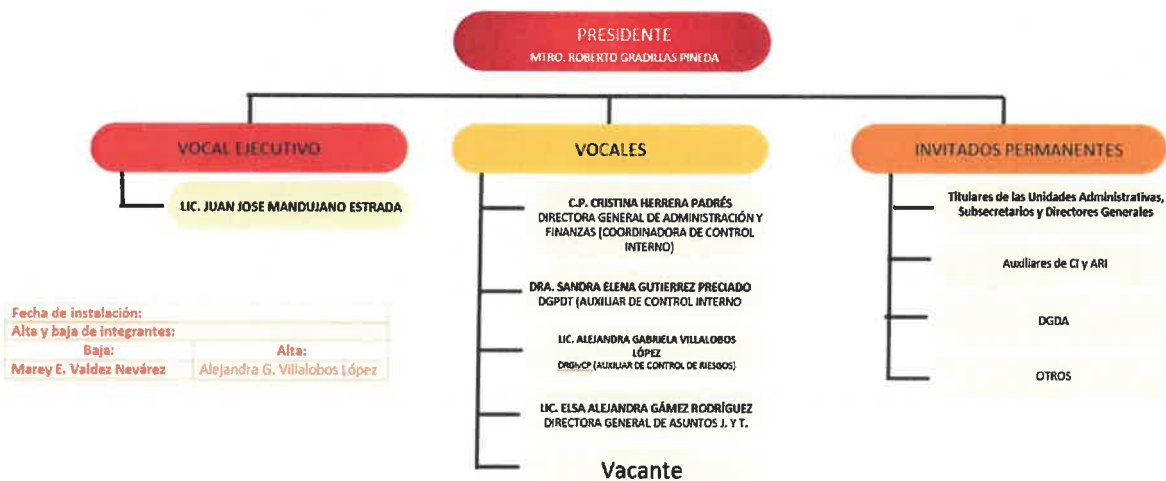 PRESIDENTE
MTRO. ROBERTO GRADILLAS PINEDA
VOCAL EJECUTIVO
LIC. JUAN JOSE MANDUJANO ESTRADA
VOCALES
C.P. CRISTINA HERRERA PADRÉS
DIRECTORA GENERAL DE ADMINISTRACIÓN Y
FINANZAS (COORDINADORA DE CONTROL
INTERNO)
DRA. SANDRA ELENA GUTIERREZ PRECIADO
DGPDT (AUXILIAR DE CONTROL INTERNO
LIC. ALEJANDRA GABRIELA VILLALOBOS
LÓPEZ
DRGIyCP (AUXILIAR DE CONTROL DE RIESGOS)
LIC. ELSA ALEJANDRA GÁMEZ RODRÍGUEZ
DIRECTORA GENERAL DE ASUNTOS J. Y T.
Vacante
INVITADOS PERMANENTES
Titulares de las Unidades Administrativas,
Subsecretarios y Directores Generales
Auxiliares de CI y ARI
DGDA
OTROS
Fecha de instalación:
Alta y baja de integrantes:
Baja: Alta:
Marey E. Valdez Nevárez Alejandra G. Villalobos López